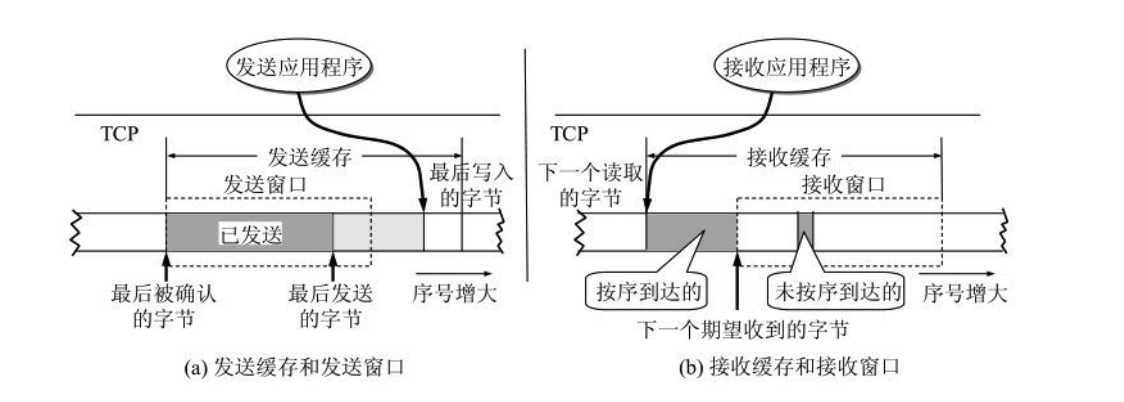 发送应用程序
TCP
发送缓存
最后写入
的字节
发送窗口
已发送
最后被确认
的字节
最后发送
的字节
序号增大
(a) 发送缓存和发送窗口
接收应用程序
TCP
下一个读取
的字节
接收缓存
接收窗口
按序到达的
未按序到达的
序号增大
下一个期望收到的字节
(b) 接收缓存和接收窗口